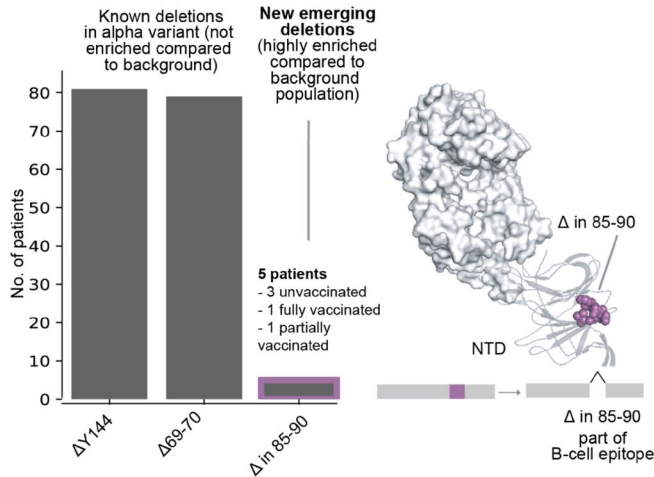 Known deletions
in alpha variant (not
enriched compared
to background)
New emerging
deletions
(highly enriched
compared to
background
population)
No. of patients
80
70
60
50
40
30
20
10
0
5 patients
- 3 unvaccinated
- 1 fully vaccinated
- 1 partially
vaccinated
ΔY144
Δ69-70
Δ in 85-90
Δ in 85-90
NTD
Δ in 85-90
part of
B-cell epitope